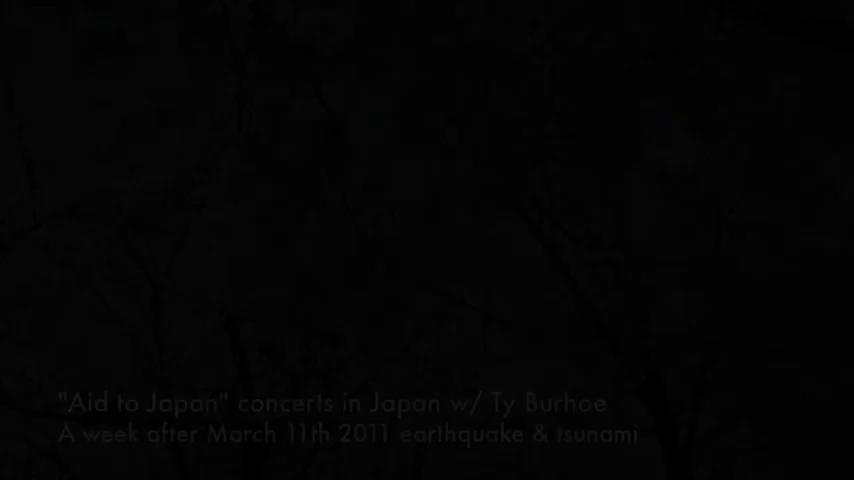 "Aid to Japan" concerts in Japan w/ Ty Burhoe
A week after March 11th 2011 earthquake & tsunami